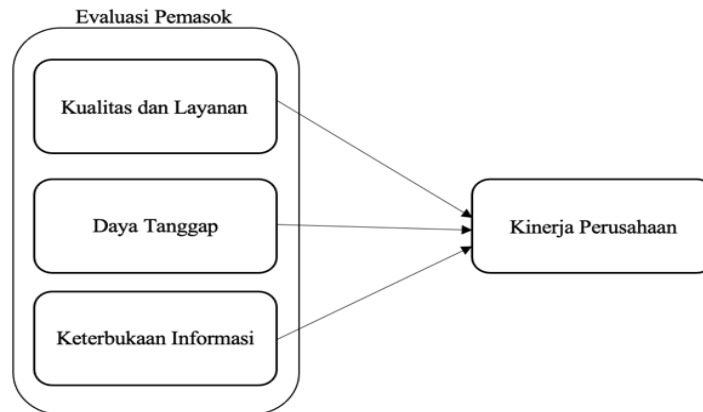 Evaluasi Pemasok
Kualitas dan Layanan
Daya Tanggap
Keterbukaan Informasi
Kinerja Perusahaan